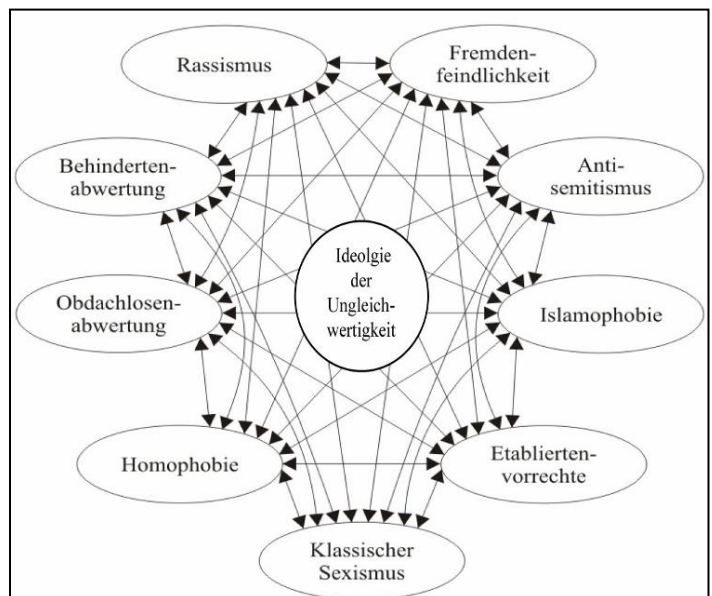 Rassismus
Fremden-
feindlichkeit
Behinderten-
abwertung
Anti-
semitismus
Ideolgie
der
Ungleich-
wertigkeit
Obdachlosen-
abwertung
Islamophobie
Homophobie
Etablierten-
vorrechte
Klassischer
Sexismus